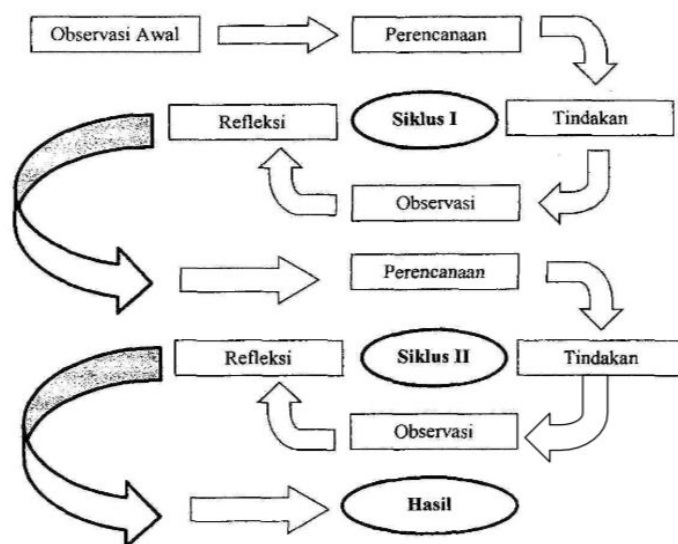 Observasi Awal
Perencanaan
Refleksi
Siklus I
Tindakan
Observasi
Perencanaan
Refleksi
Siklus II
Tindakan
Observasi
Hasil